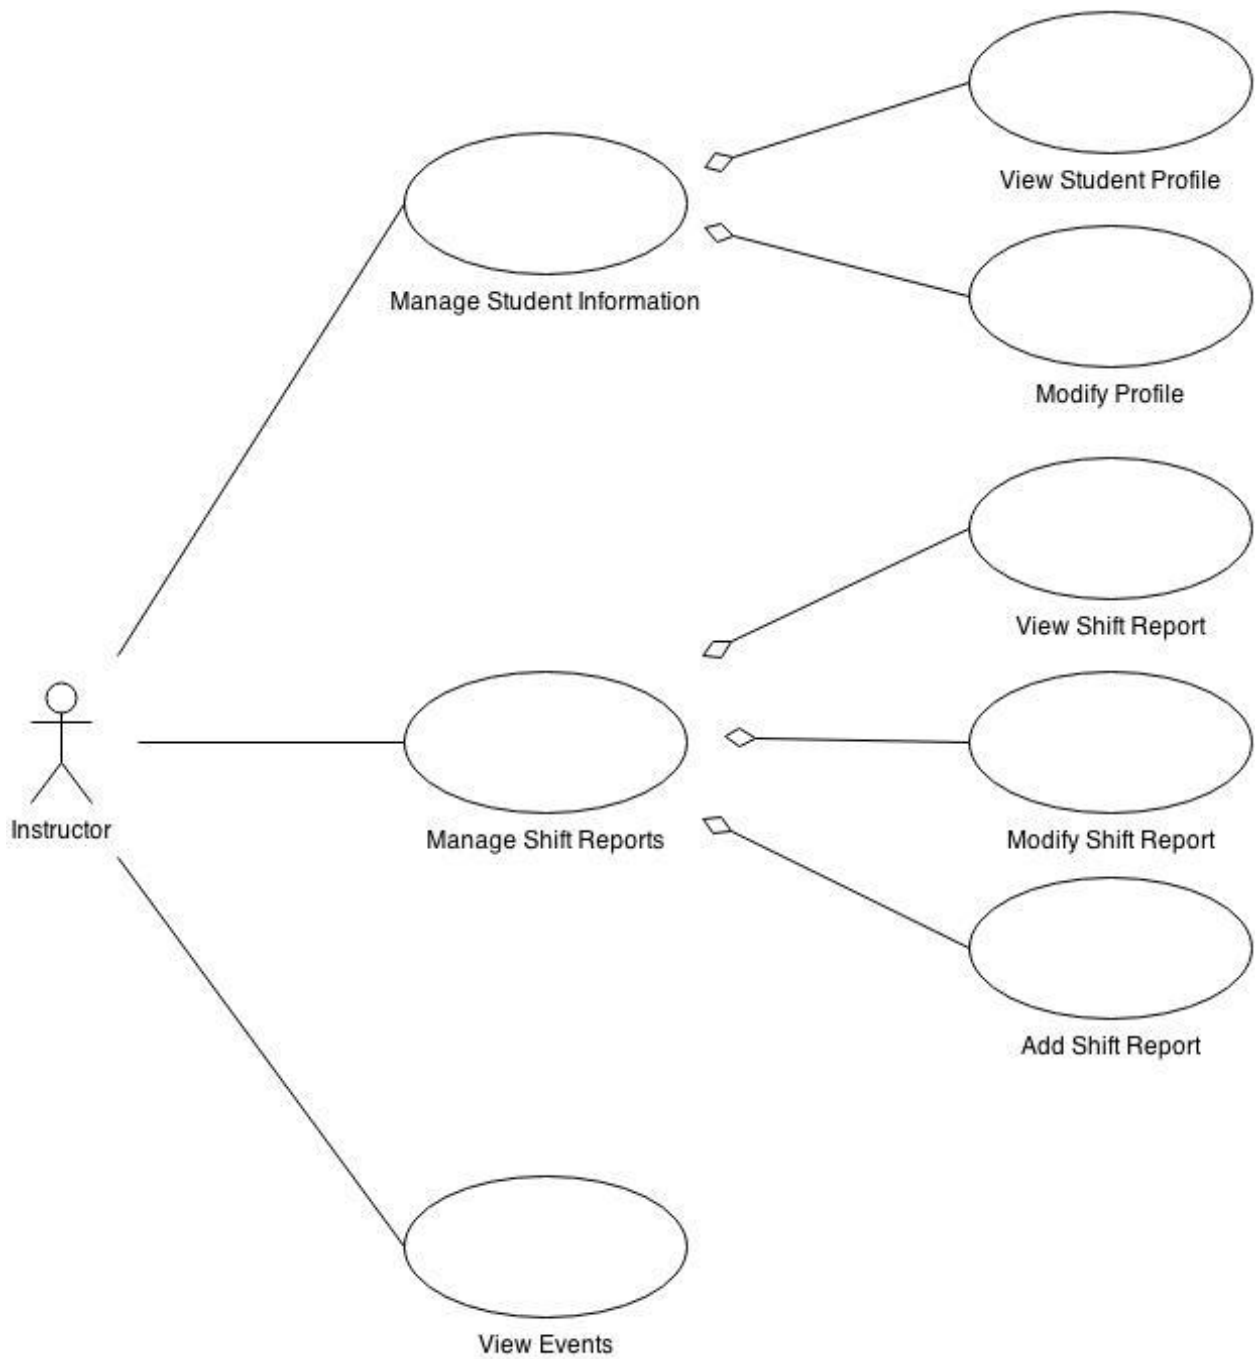 View Student Profile
Manage Student Information
Modify Profile
View Shift Report
Instructor
Manage Shift Reports
Modify Shift Report
Add Shift Report
View Events